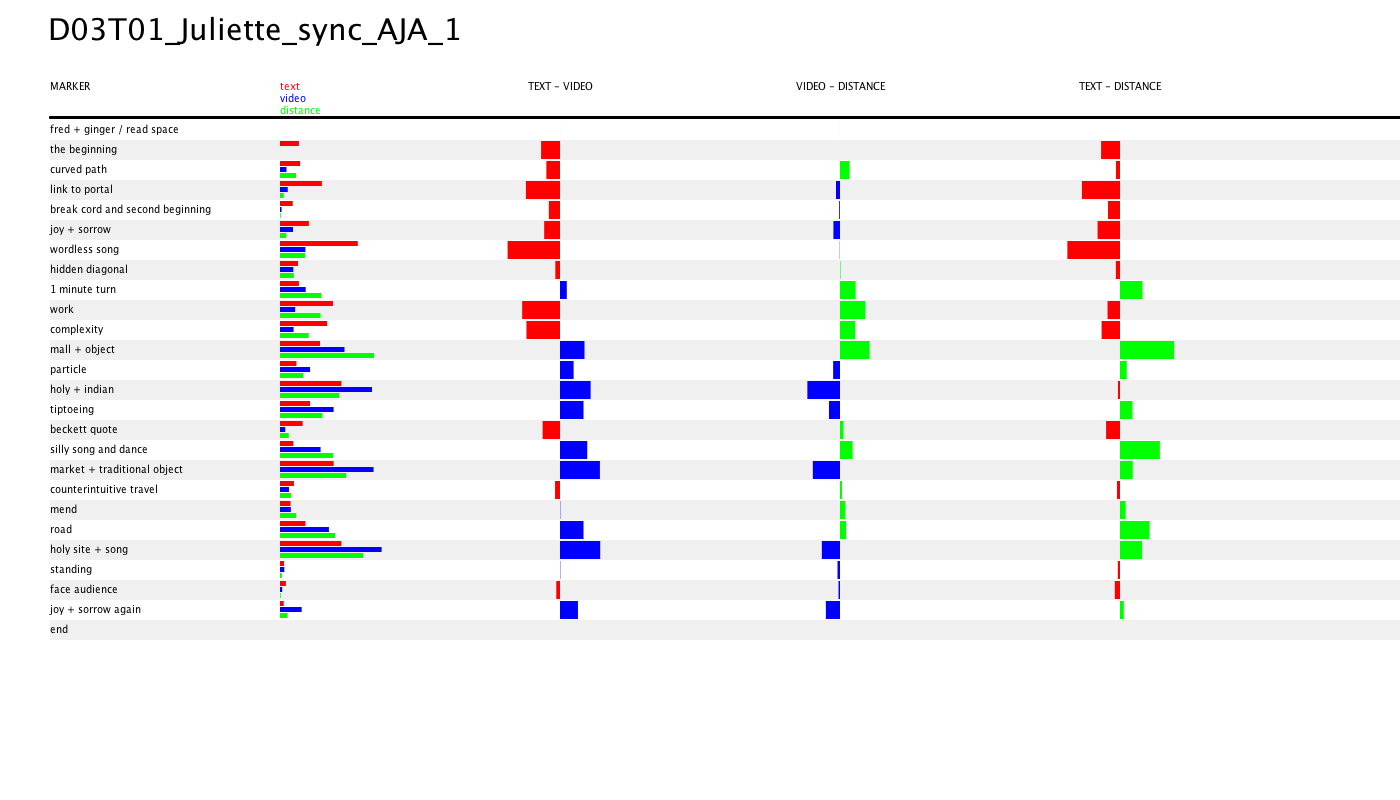 D03T01_Juliette_sync_AJA_1
MARKER text TEXT – VIDEO VIDEO – DISTANCE TEXT – DISTANCE
video
distance
fred + ginger / read space
the beginning
curved path
link to portal
break cord and second beginning
joy + sorrow
wordless song
hidden diagonal
1 minute turn
work
complexity
mall + object
particle
holy + indian
tiptoeing
beckett quote
silly song and dance
market + traditional object
counterintuitive travel
mend
road
holy site + song
standing
face audience
joy + sorrow again
end